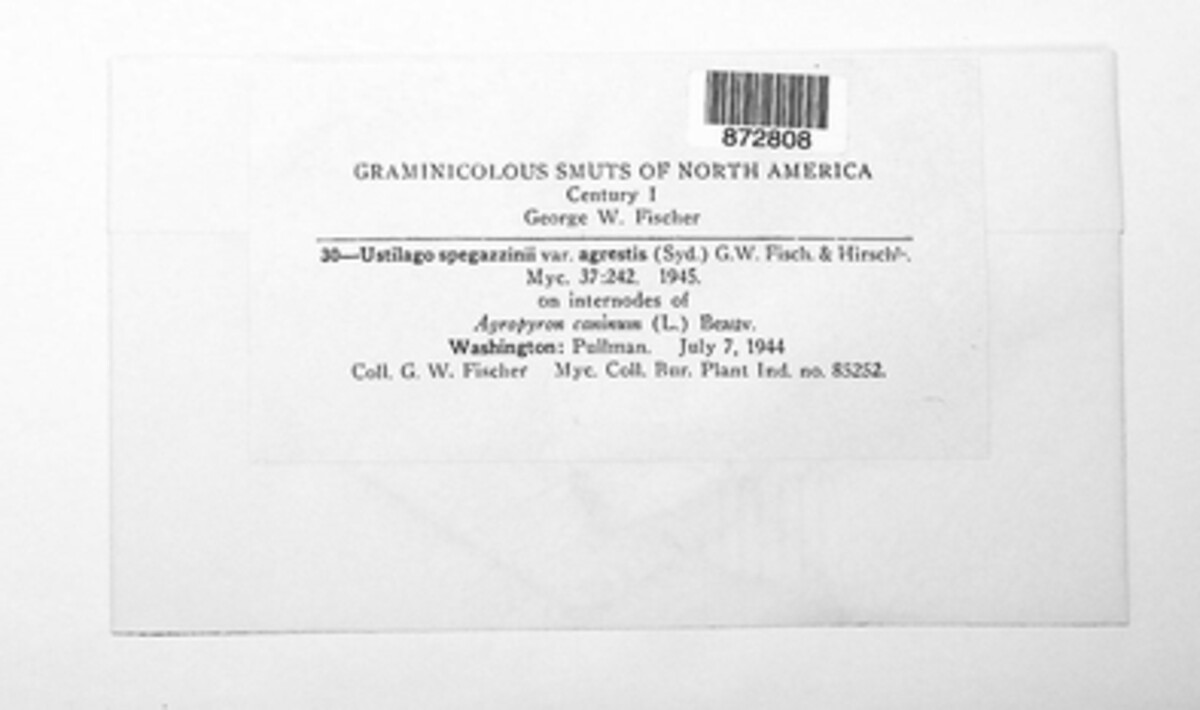 872808
GRAMINICOLOUS SMUTS OF NORTH AMERICA
Century I
George W. Fischer
30—Ustilago spegazzinii var. agrestis (Syd.) G.W. Fisch. & Hirschh.
Myc. 37:242. 1945.
on internodes of
Agropyron caninum (L.) Beauv.
Washington: Pullman. July 7, 1944
Coll. G. W. Fischer Myc. Coll. Bur. Plant Ind. no. 85252.